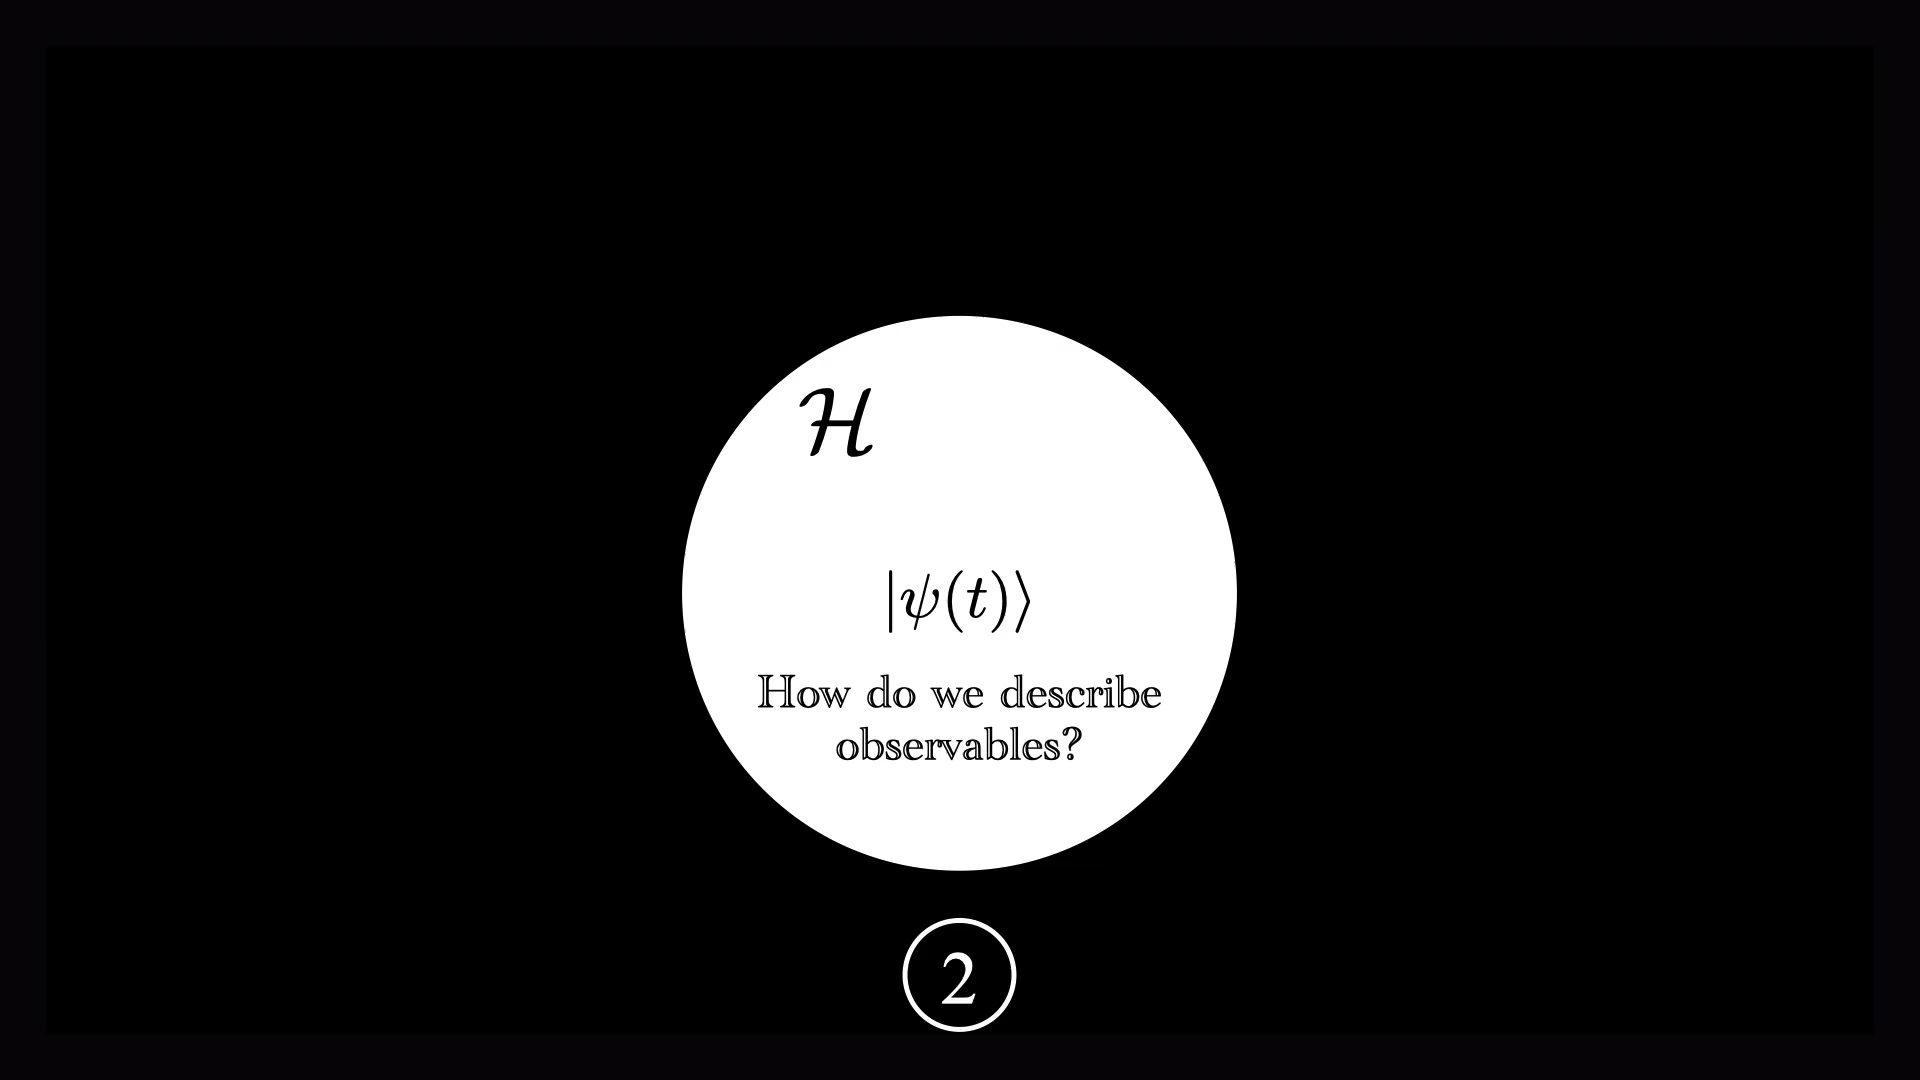 ℋ
|ψ(t)⟩
How do we describe
observables?
2